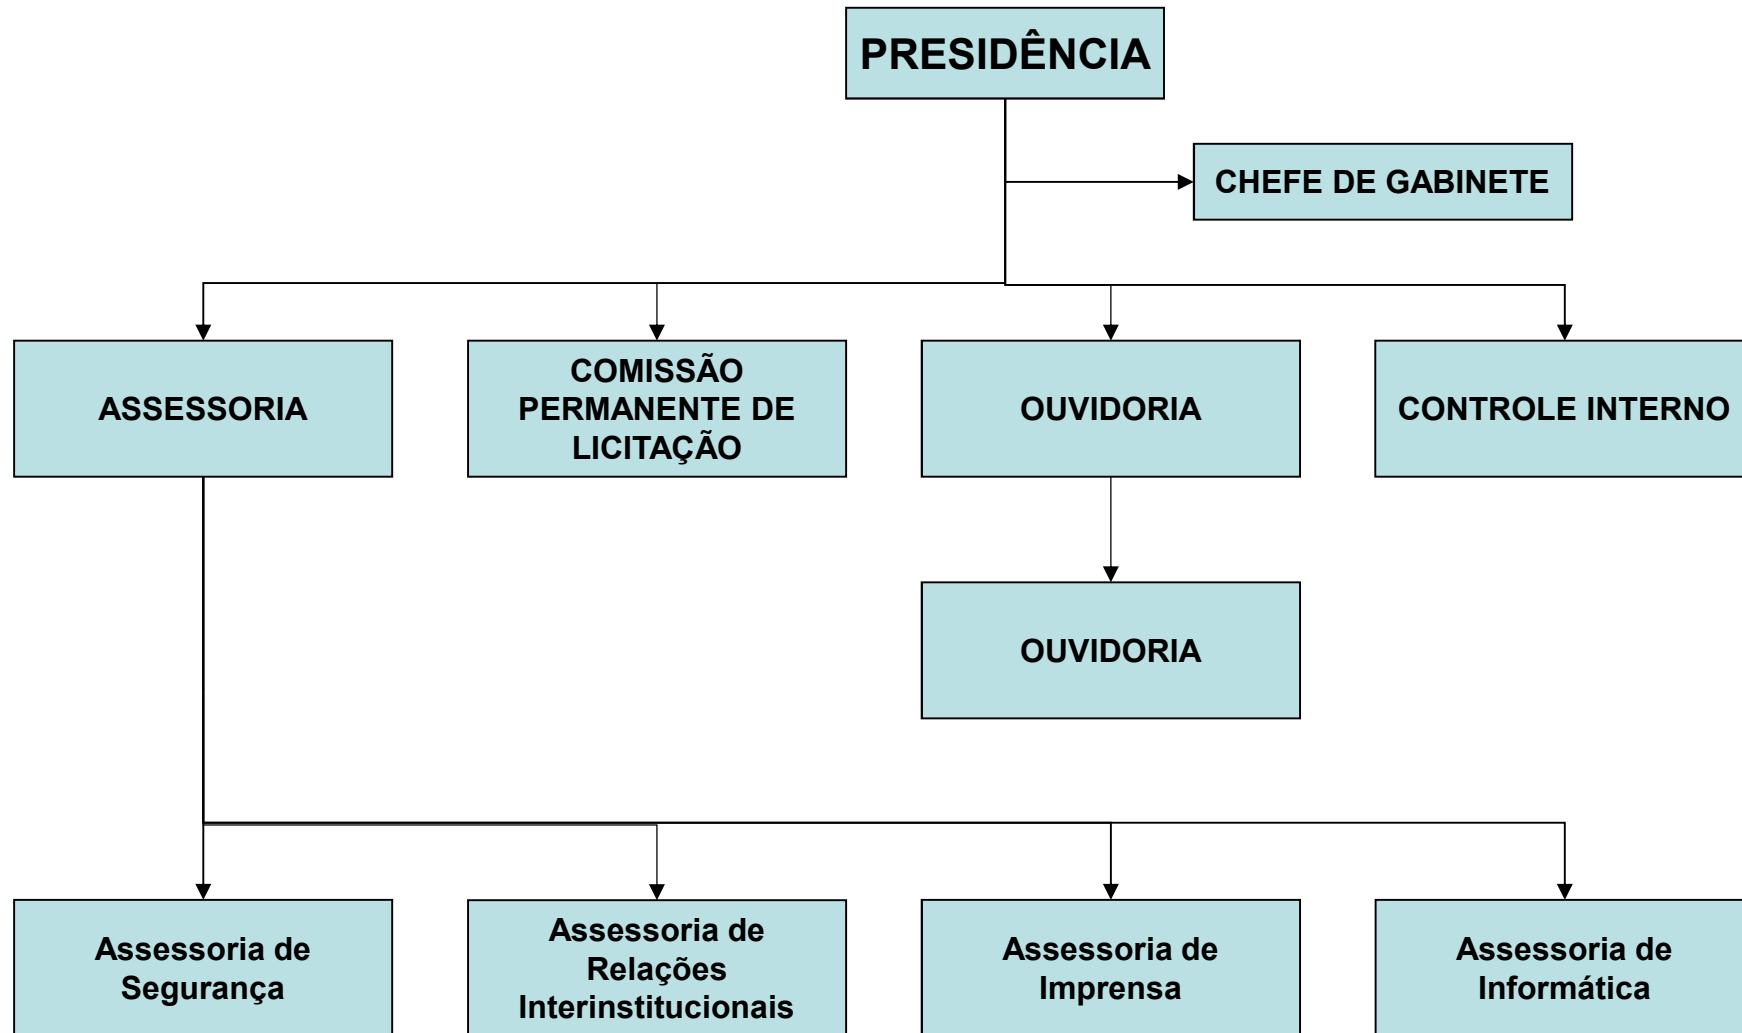 PRESIDÊNCIA
CHEFE DE GABINETE
ASSESSORIA
COMISSÃO
PERMANENTE DE
LICITAÇÃO
OUVIDORIA
CONTROLE INTERNO
OUVIDORIA
Assessoria de
Segurança
Assessoria de
Relações
Interinstitucionais
Assessoria de
Imprensa
Assessoria de
Informática